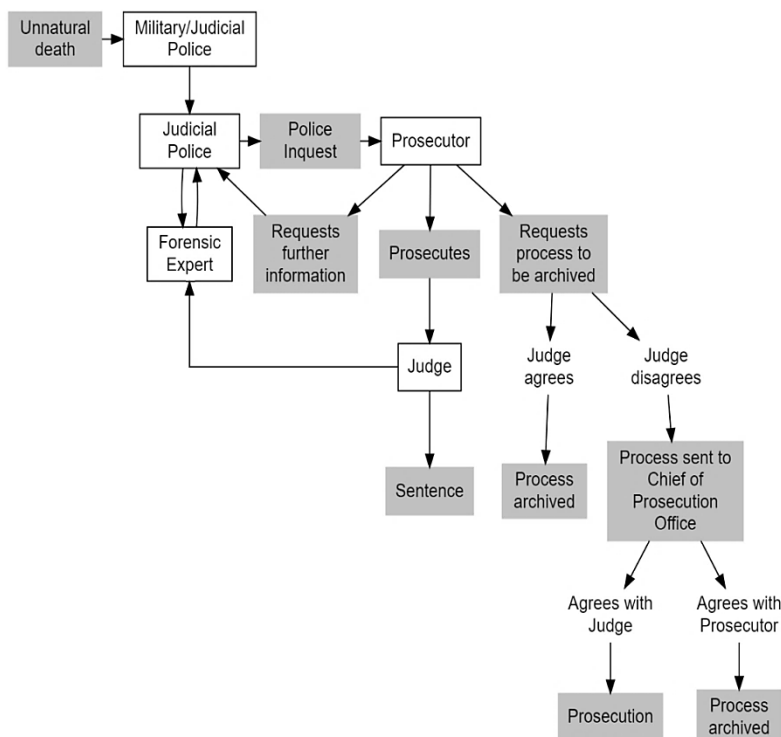 Unnatural
death
Military/Judicial
Police
Judicial
Police
Police
Inquest
Prosecutor
Forensic
Expert
Requests
further
information
Prosecutes
Requests
process to
be archived
Judge
Judge
agrees
Judge
disagrees
Sentence
Process
archived
Process sent to
Chief of
Prosecution
Office
Agrees with
Judge
Agrees with
Prosecutor
Prosecution
Process
archived